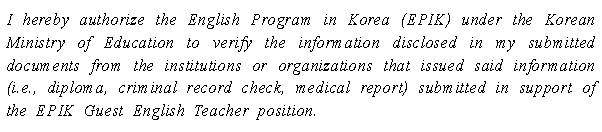 I hereby authorize the English Program in Korea (EPIK) under the Korean
Ministry of Education to verify the information disclosed in my submitted
documents from the institutions or organizations that issued said information
(i.e., diploma, criminal record check, medical report) submitted in support of
the EPIK Guest English Teacher position.